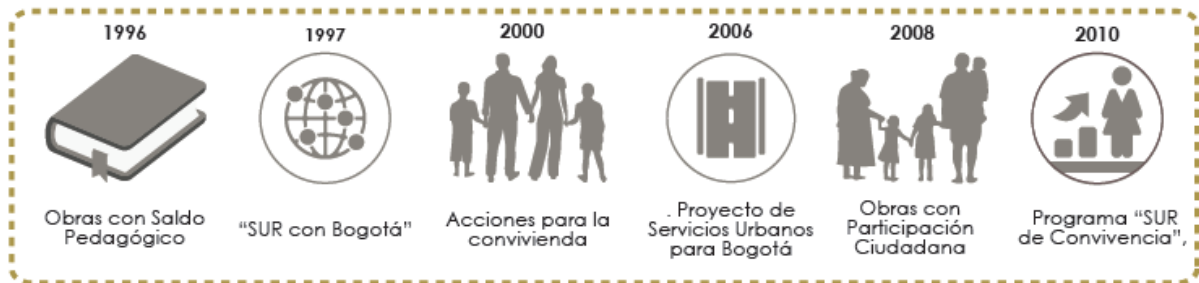 1996
Obras con Saldo
Pedagógico
1997
“SUR con Bogotá”
2000
Acciones para la
convivienda
2006
. Proyecto de
Servicios Urbanos
para Bogotá
2008
Obras con
Participación
Ciudadana
2010
Programa “SUR
de Convivencia”,